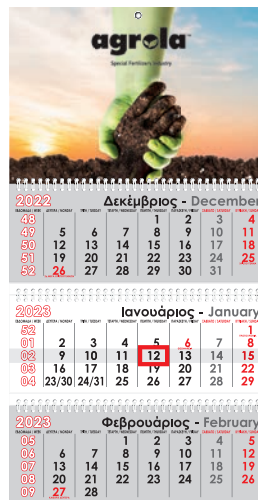 agrola
Special Fertilizers Industry
2022 Δεκέμβριος - December
48 1 2 3 4
49 5 6 7 8 9 10 11
50 12 13 14 15 16 17 18
51 19 20 21 22 23 24 25
52 26 27 28 29 30 31
2023 Ιανουάριος - January
52 1
01 2 3 4 5 6 7 8
02 9 10 11 12 13 14 15
03 16 17 18 19 20 21 22
04 23/30 24/31 25 26 27 28 29
2023 Φεβρουάριος - February
05 1 2 3 4 5
06 6 7 8 9 10 11 12
07 13 14 15 16 17 18 19
08 20 21 22 23 24 25 26
09 27 28